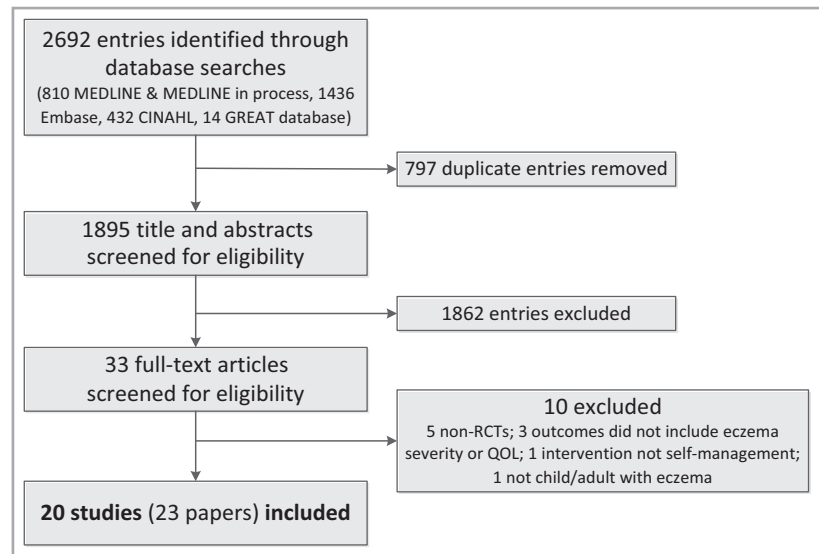 2692 entries identified through
database searches
(810 MEDLINE & MEDLINE in process, 1436
Embase, 432 CINAHL, 14 GREAT database)
797 duplicate entries removed
1895 title and abstracts
screened for eligibility
1862 entries excluded
33 full-text articles
screened for eligibility
10 excluded
5 non-RCTs; 3 outcomes did not include eczema
severity or QOL; 1 intervention not self-management;
1 not child/adult with eczema
20 studies (23 papers) included